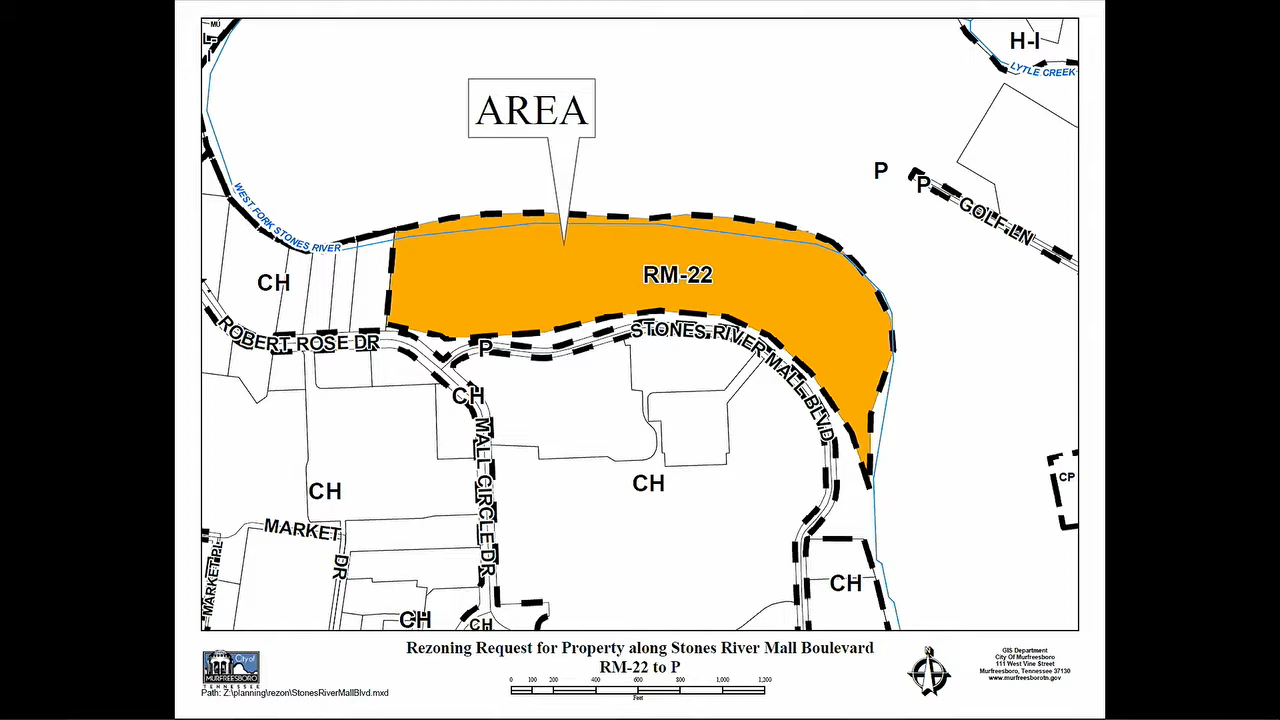 MU
H-I
LYTLE CREEK
AREA
P
P
GOLF LN
WEST FORK STONES RIVER
CH
RM-22
ROBERT ROSE DR
P
STONES RIVER MALL BLVD
CH
MALL CIRCLE DR
CH
CH
CP
MARKET DR
MARKET PL
CH
CH
CH
Rezoning Request for Property along Stones River Mall Boulevard
RM-22 to P
0 100 200 400 600 800 1,000 1,200
Feet
City of
MURFREESBORO
TENNESSEE
Path: Z:\planning\rezon\StonesRiverMallBlvd.mxd
GIS Department
City Of Murfreesboro
111 West Vine Street
Murfreesboro, Tennessee 37130
www.murfreesborotn.gov